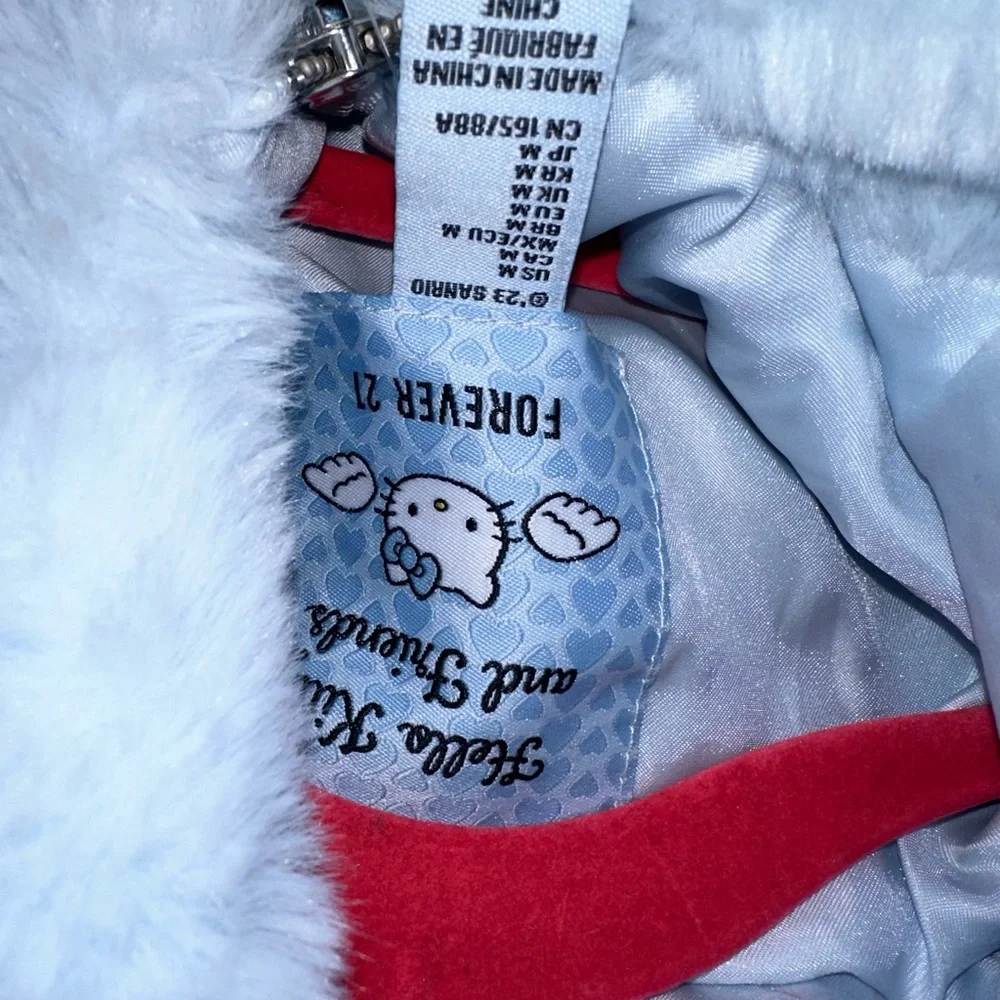 Hello Ki
and Friends
FOREVER 21
© '23 SANRIO
US M
CA M
MX/ECU M
BR M
EU M
UK M
KR M
JP M
CN 165/88A
MADE IN CHINA
FABRIQUÉ EN
CHINE